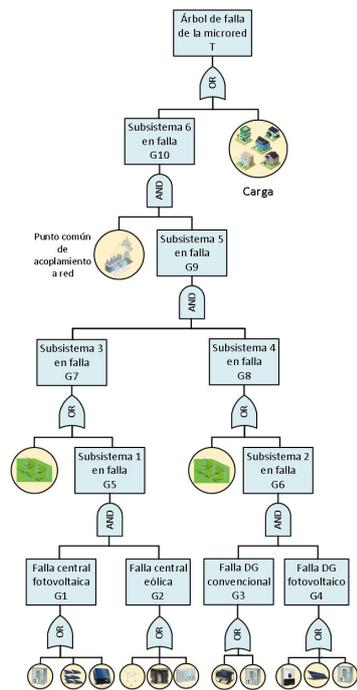 Árbol de falla
de la microred
T
OR
Subsistema 6
en falla
G10
Carga
AND
Punto común
de
acoplamiento
a red
Subsistema 5
en falla
G9
AND
Subsistema 3
en falla
G7
Subsistema 4
en falla
G8
OR
OR
Subsistema 1
en falla
G5
Subsistema 2
en falla
G6
AND
AND
Falla central
fotovoltaica
G1
Falla central
eólica
G2
Falla DG
convencional
G3
Falla DG
fotovoltaico
G4
OR
OR
OR
OR